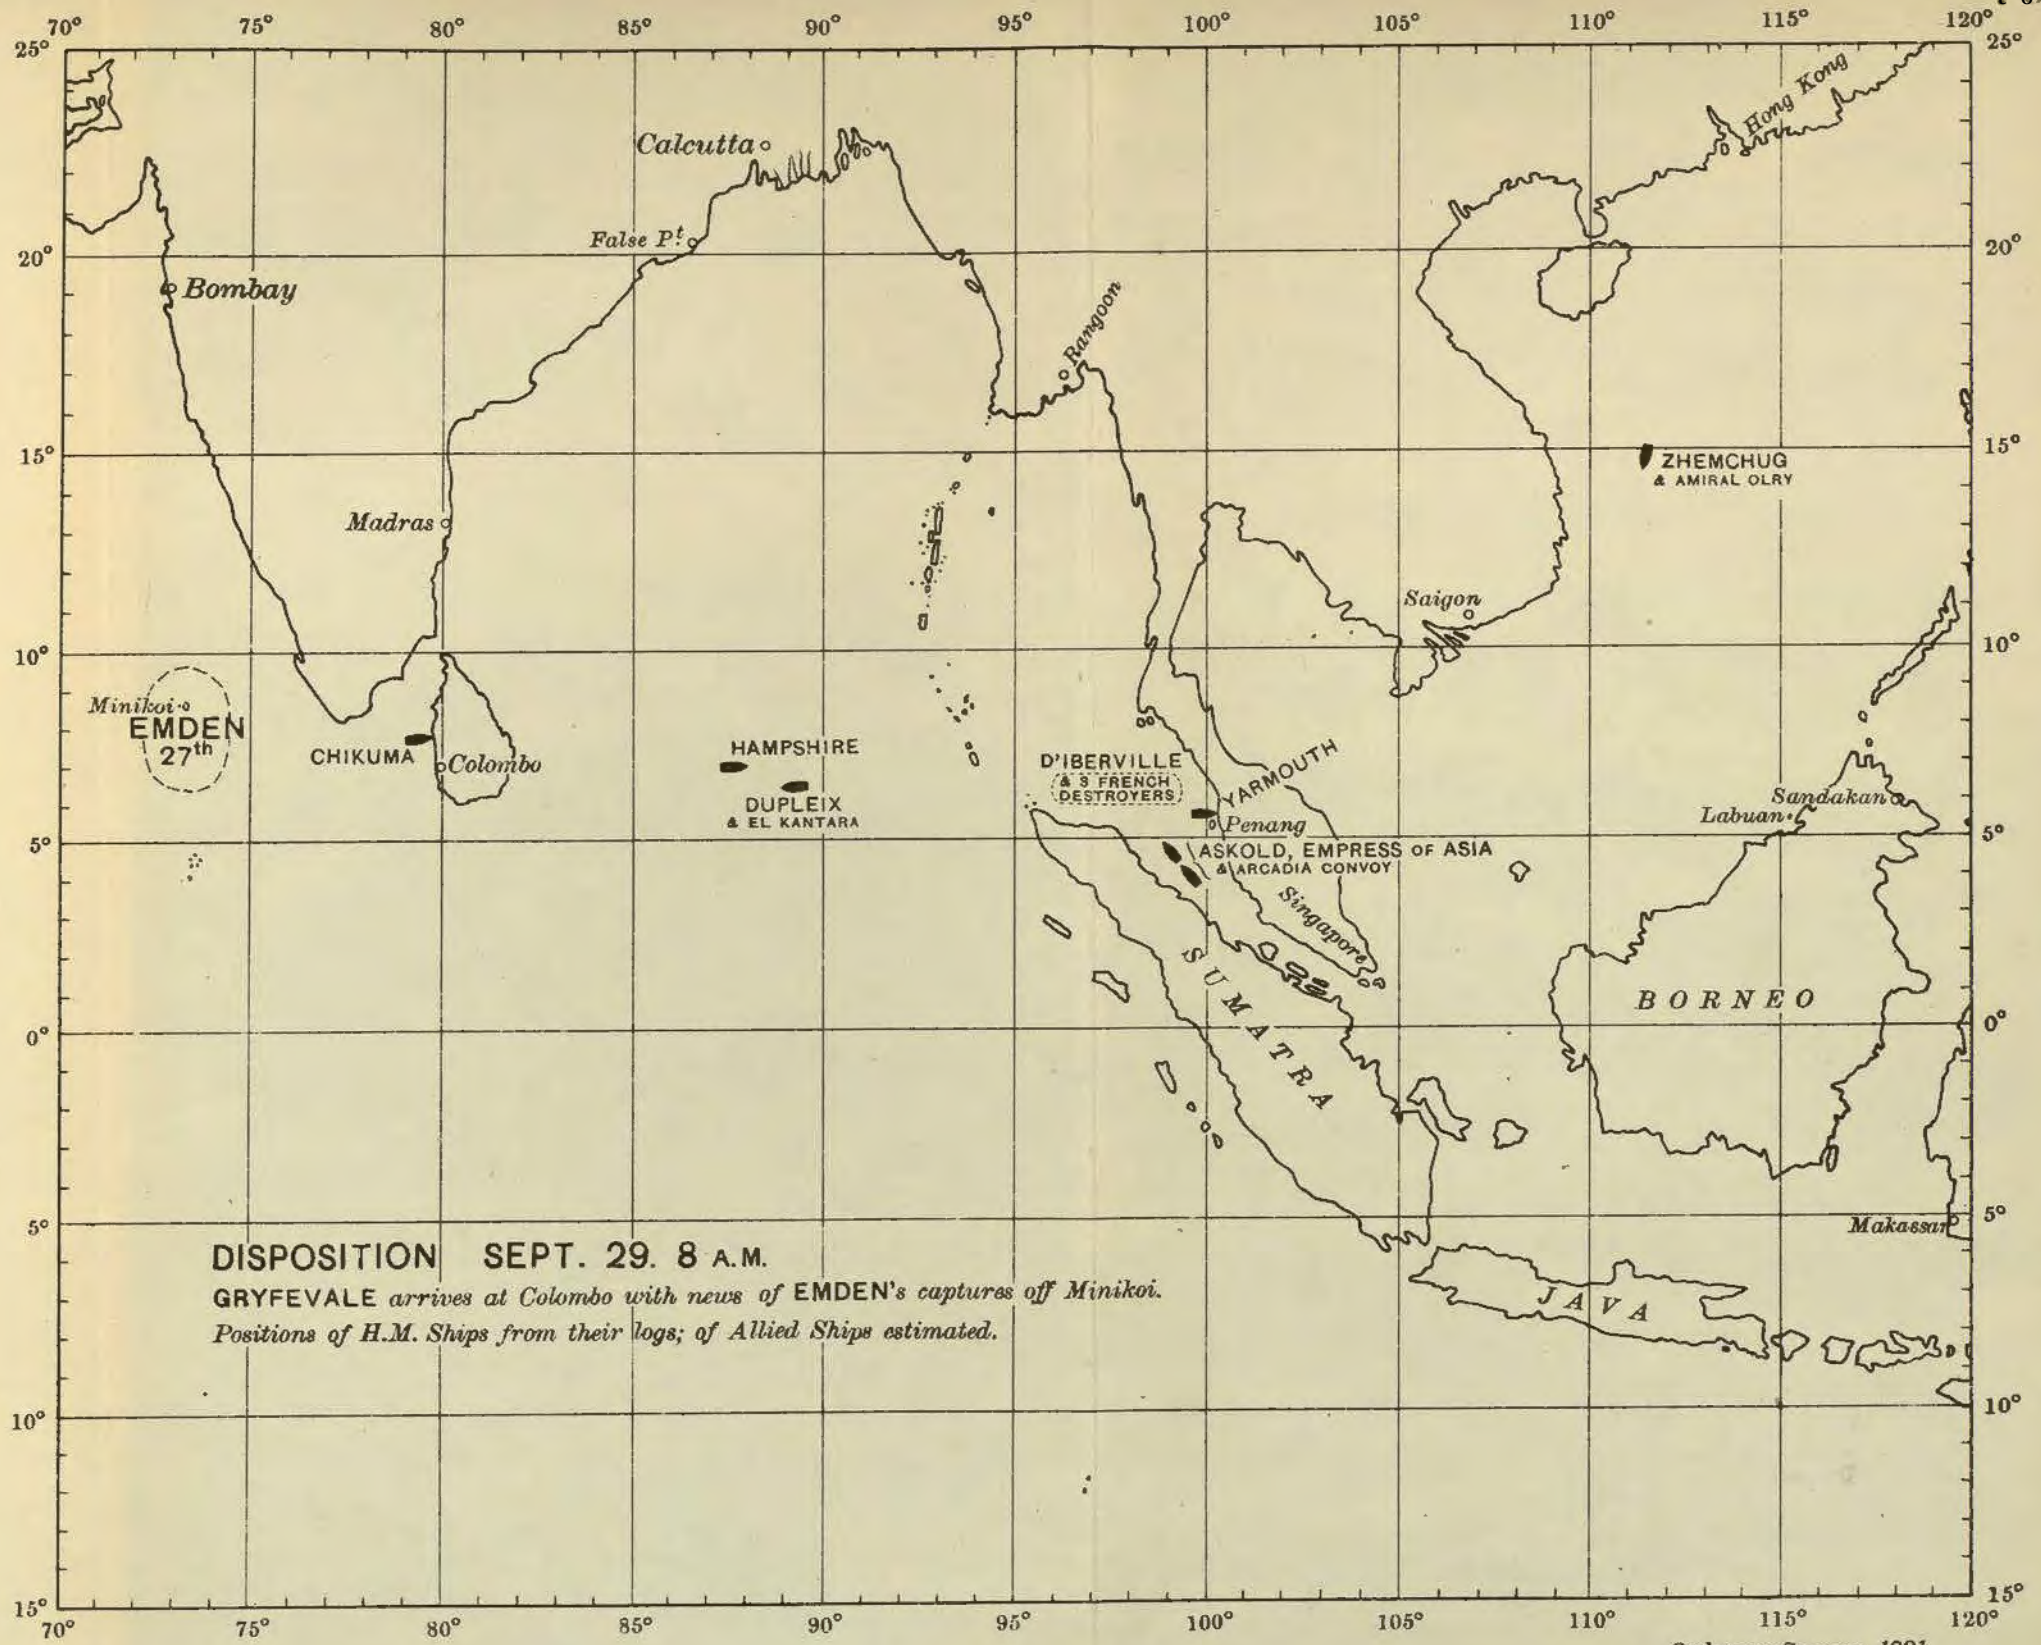 70° 75° 80° 85° 90° 95° 100° 105° 110° 115° 120°
25° 25°
Hong Kong
Calcutta
False P.t
20° 20°
Bombay
Rangoon
15° 15°
ZHEMCHUG
& AMIRAL OLRY
Madras
Saigon
10° 10°
Minikoi
EMDEN
27th
CHIKUMA
Colombo
HAMPSHIRE
DUPLEIX
& EL KANTARA
D'IBERVILLE
& 3 FRENCH
DESTROYERS
YARMOUTH
Penang
Sandakan
Labuan
5° 5°
ASKOLD, EMPRESS OF ASIA
& ARCADIA CONVOY
Singapore
SUMATRA
BORNEO
0° 0°
5° 5°
Makassar
DISPOSITION SEPT. 29. 8 A.M.
GRYFEVALE arrives at Colombo with news of EMDEN's captures off Minikoi.
Positions of H.M. Ships from their logs; of Allied Ships estimated.
JAVA
10° 10°
15° 15°
70° 75° 80° 85° 90° 95° 100° 105° 110° 115° 120°